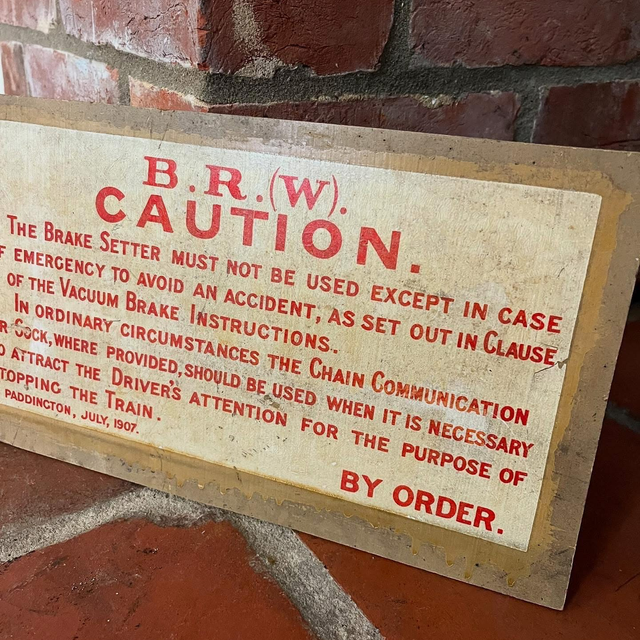 B.R.(W).
CAUTION.
THE BRAKE SETTER MUST NOT BE USED EXCEPT IN CASE
EMERGENCY TO AVOID AN ACCIDENT, AS SET OUT IN CLAUSE
OF THE VACUUM BRAKE INSTRUCTIONS.
IN ORDINARY CIRCUMSTANCES THE CHAIN COMMUNICATION
COCK, WHERE PROVIDED, SHOULD BE USED WHEN IT IS NECESSARY
ATTRACT THE DRIVER'S ATTENTION FOR THE PURPOSE OF
TOPPING THE TRAIN.
PADDINGTON, JULY, 1907.
BY ORDER.